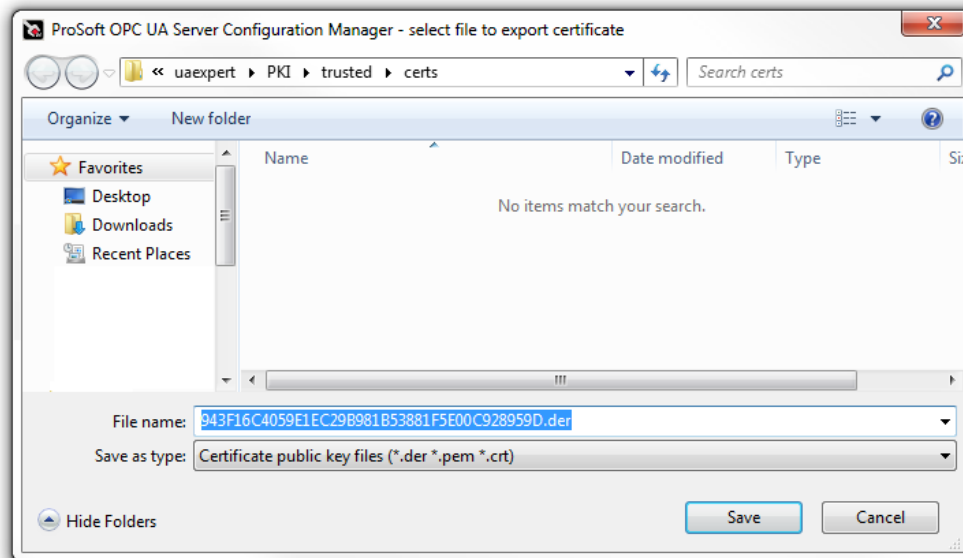 ProSoft OPC UA Server Configuration Manager - select file to export certificate
« uaexpert PKI trusted certs Search certs
Organize New folder
Favorites
Desktop
Downloads
Recent Places
Name Date modified Type Si
No items match your search.
File name: 943F16C4059E1EC29B981B53881F5E00C928959D.der
Save as type: Certificate public key files (*.der *.pem *.crt)
Hide Folders Save Cancel